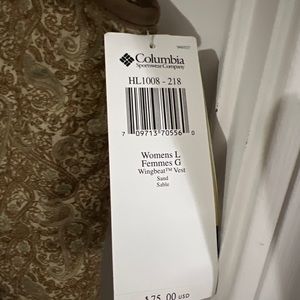 Columbia
Sportswear Company
HL1008 - 218
7 09713 70556 0
Womens L
Femmes G
Wingbeat™ Vest
Sand
Sable
$75.00 USD